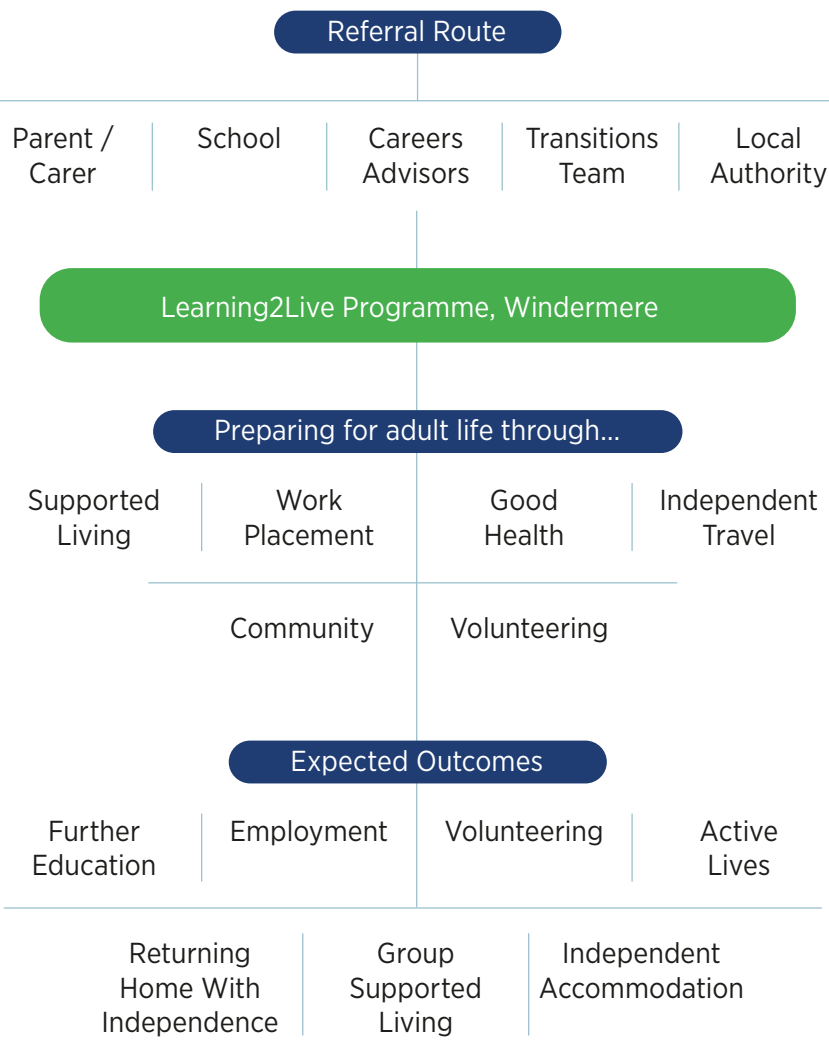 Referral Route
Parent /
Carer
School
Careers
Advisors
Transitions
Team
Local
Authority
Learning2Live Programme, Windermere
Preparing for adult life through...
Supported
Living
Work
Placement
Good
Health
Independent
Travel
Community
Volunteering
Expected Outcomes
Further
Education
Employment
Volunteering
Active
Lives
Returning
Home With
Independence
Group
Supported
Living
Independent
Accommodation